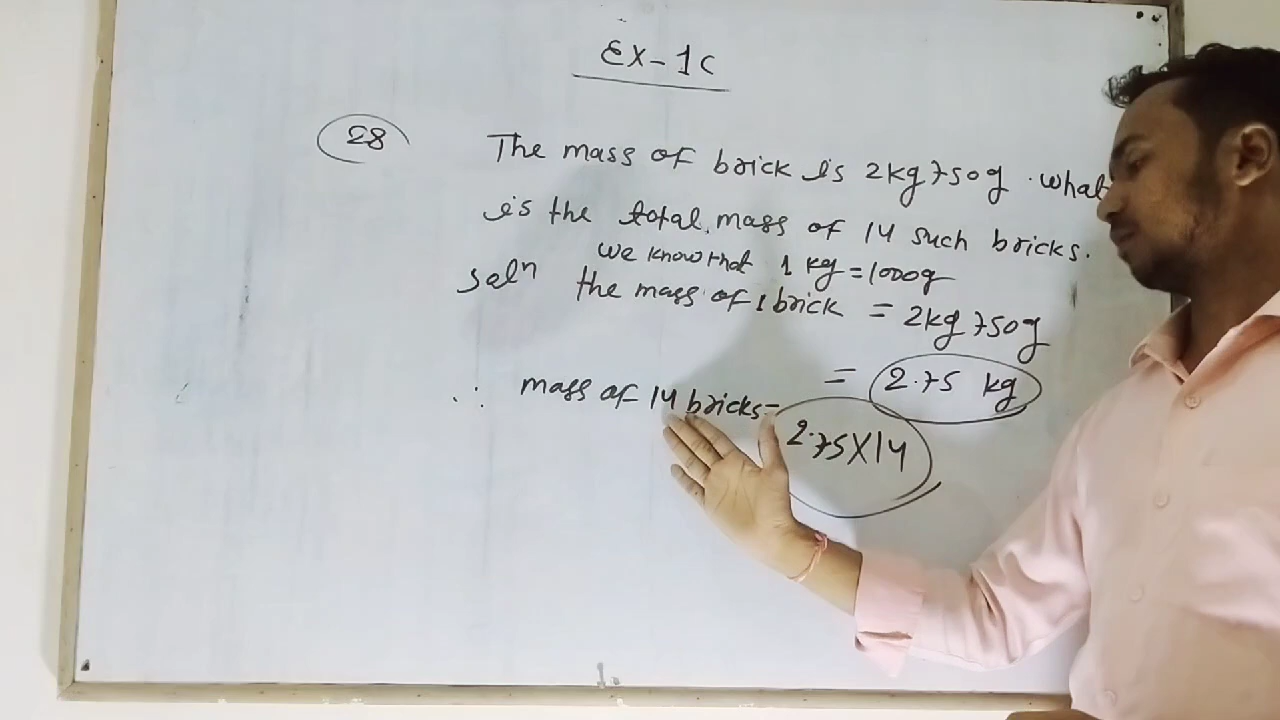 EX-1C
28 The mass of brick is 2kg 750g. what
is the total mass of 14 such bricks.
we know that 1 kg = 1000g
Soln the mass of 1 brick = 2kg 750g
= 2.75 kg
∴ mass of 14 bricks =
2.75X14